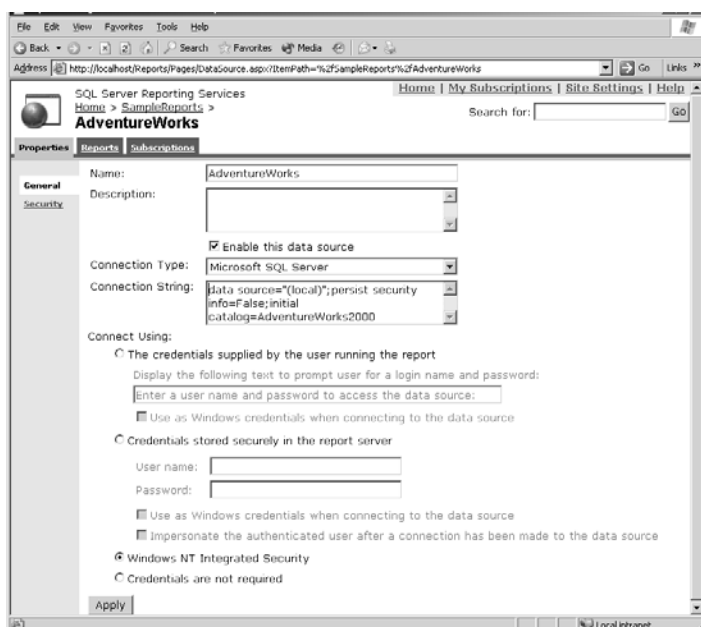 File Edit View Favorites Tools Help
Back Search Favorites Media
Address http://localhost/Reports/Pages/DataSource.aspx?ItemPath=%2fSampleReports%2fAdventureWorks Go Links »
SQL Server Reporting Services
Home | My Subscriptions | Site Settings | Help
Home > SampleReports >
Search for: Go
AdventureWorks
Properties Reports Subscriptions
General
Security
Name: AdventureWorks
Description:
Enable this data source
Connection Type: Microsoft SQL Server
Connection String: data source="(local)";persist security
info=False;initial
catalog=AdventureWorks2000
Connect Using:
The credentials supplied by the user running the report
Display the following text to prompt user for a login name and password:
Enter a user name and password to access the data source:
Use as Windows credentials when connecting to the data source
Credentials stored securely in the report server
User name:
Password:
Use as Windows credentials when connecting to the data source
Impersonate the authenticated user after a connection has been made to the data source
Windows NT Integrated Security
Credentials are not required
Apply
Local intranet